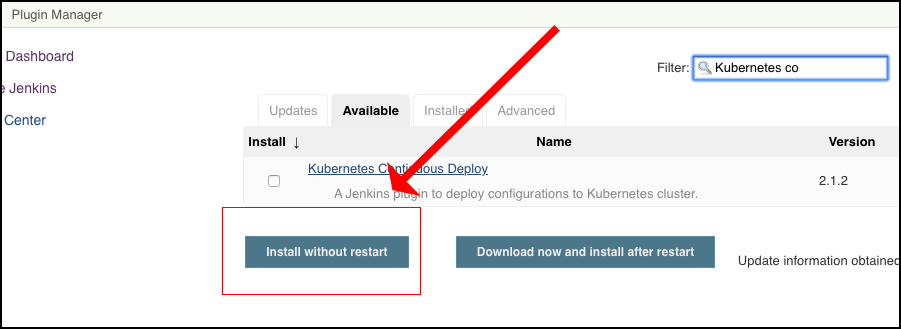 Plugin Manager
Dashboard
e Jenkins
Center
Filter: Kubernetes co
Updates Available Installed Advanced
Install ↓ Name Version
Kubernetes Continuous Deploy
A Jenkins plugin to deploy configurations to Kubernetes cluster.
2.1.2
Install without restart Download now and install after restart Update information obtained